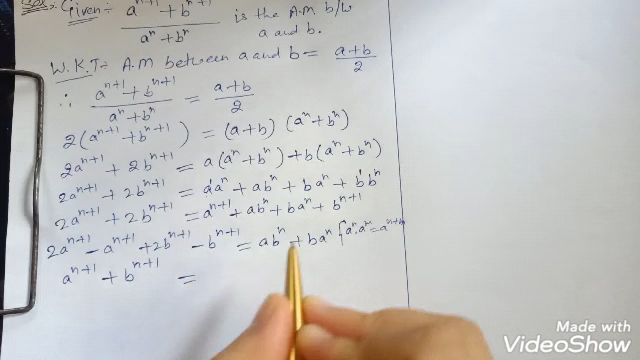 Sol:- Given:- a^{n+1} + b^{n+1} / a^n + b^n is the A.M b/w a and b.
W.K.T:- A.M between a and b = a+b / 2
∴ a^{n+1} + b^{n+1} / a^n + b^n = a+b / 2
2(a^{n+1} + b^{n+1}) = (a+b) (a^n + b^n)
2a^{n+1} + 2b^{n+1} = a(a^n + b^n) + b(a^n + b^n)
2a^{n+1} + 2b^{n+1} = a^1a^n + ab^n + ba^n + b^1b^n
2a^{n+1} + 2b^{n+1} = a^{n+1} + ab^n + ba^n + b^{n+1}
2a^{n+1} - a^{n+1} + 2b^{n+1} - b^{n+1} = ab^n + ba^n
a^{n+1} + b^{n+1} =
Made with
VideoShow